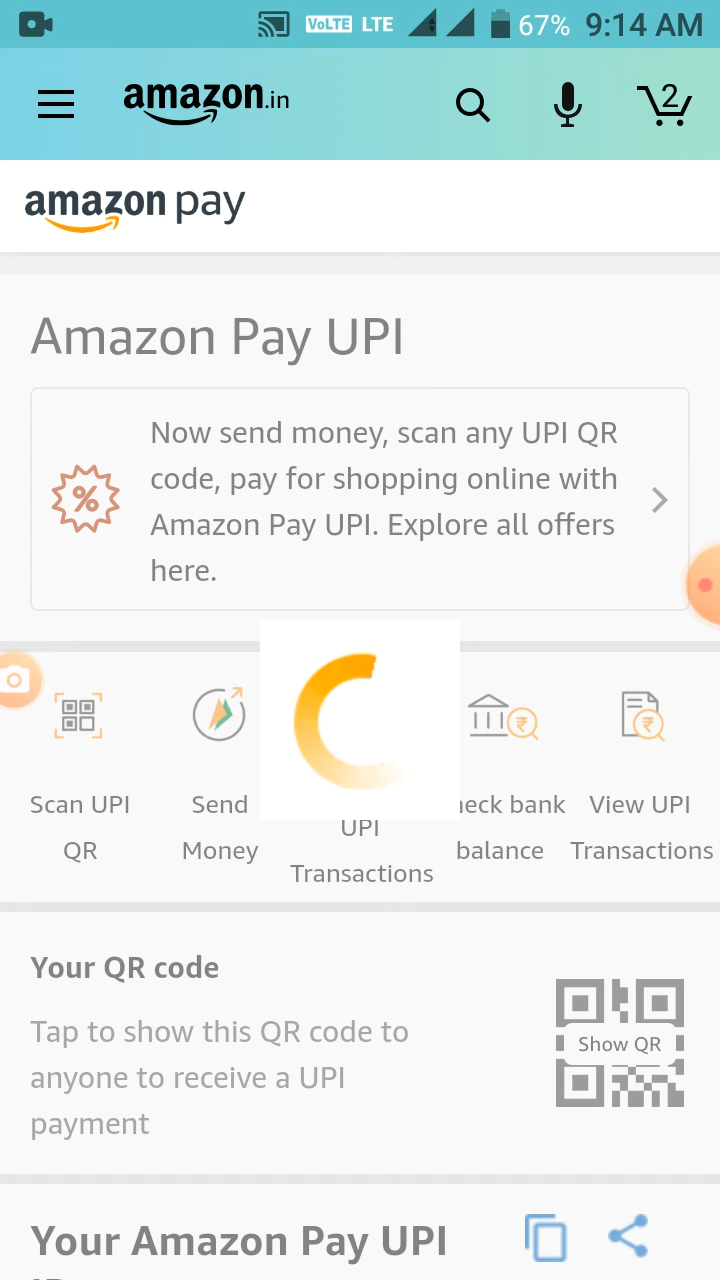 VoLTE LTE 67% 9:14 AM
amazon.in
2
amazon pay
Amazon Pay UPI
Now send money, scan any UPI QR
code, pay for shopping online with
Amazon Pay UPI. Explore all offers
here.
Scan UPI
QR
Send
Money
UPI
Transactions
heck bank
balance
View UPI
Transactions
Your QR code
Tap to show this QR code to
anyone to receive a UPI
payment
Show QR
Your Amazon Pay UPI